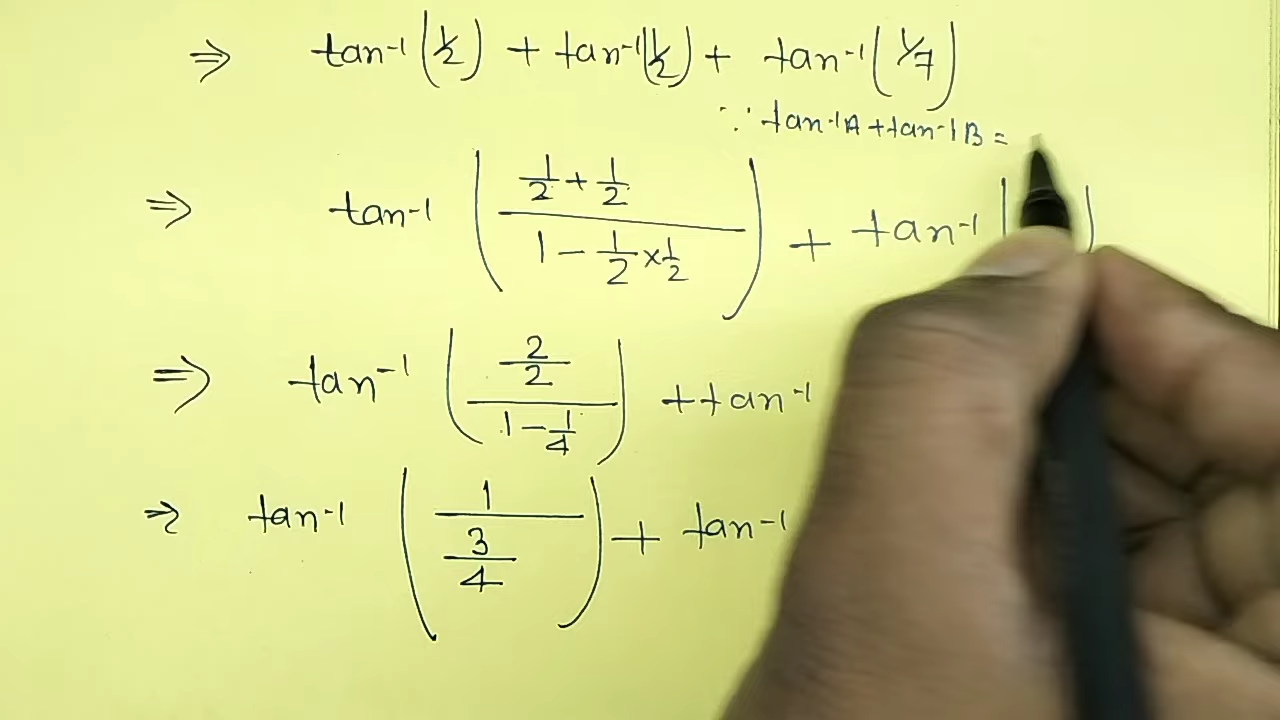 ⇒ tan⁻¹(1/2) + tan⁻¹(1/2) + tan⁻¹(1/7)
∵ tan⁻¹A + tan⁻¹B =
⇒ tan⁻¹((1/2 + 1/2)/(1 − 1/2 × 1/2)) + tan⁻¹( )
⇒ tan⁻¹((2/2)/(1 − 1/4)) + tan⁻¹
⇒ tan⁻¹(1/(3/4)) + tan⁻¹